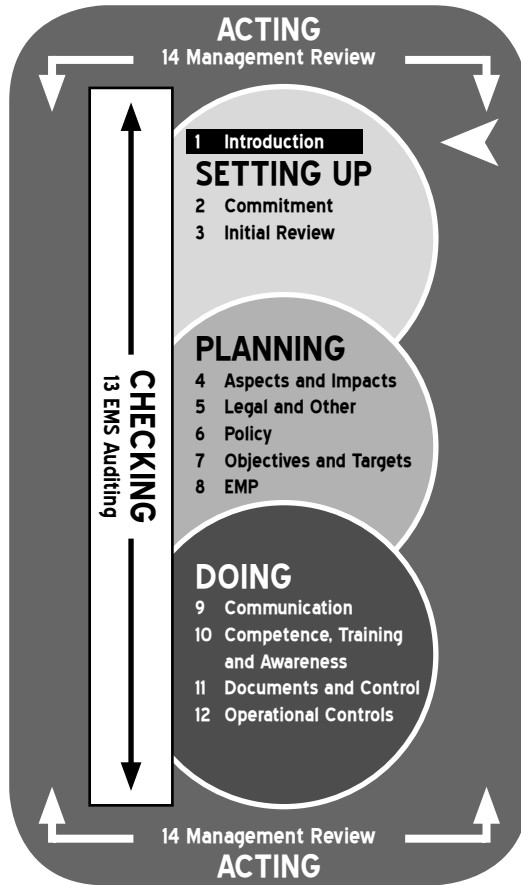 ACTING
14 Management Review
1 Introduction
SETTING UP
2 Commitment
3 Initial Review
PLANNING
4 Aspects and Impacts
5 Legal and Other
6 Policy
7 Objectives and Targets
8 EMP
CHECKING
13 EMS Auditing
DOING
9 Communication
10 Competence, Training
and Awareness
11 Documents and Control
12 Operational Controls
14 Management Review
ACTING